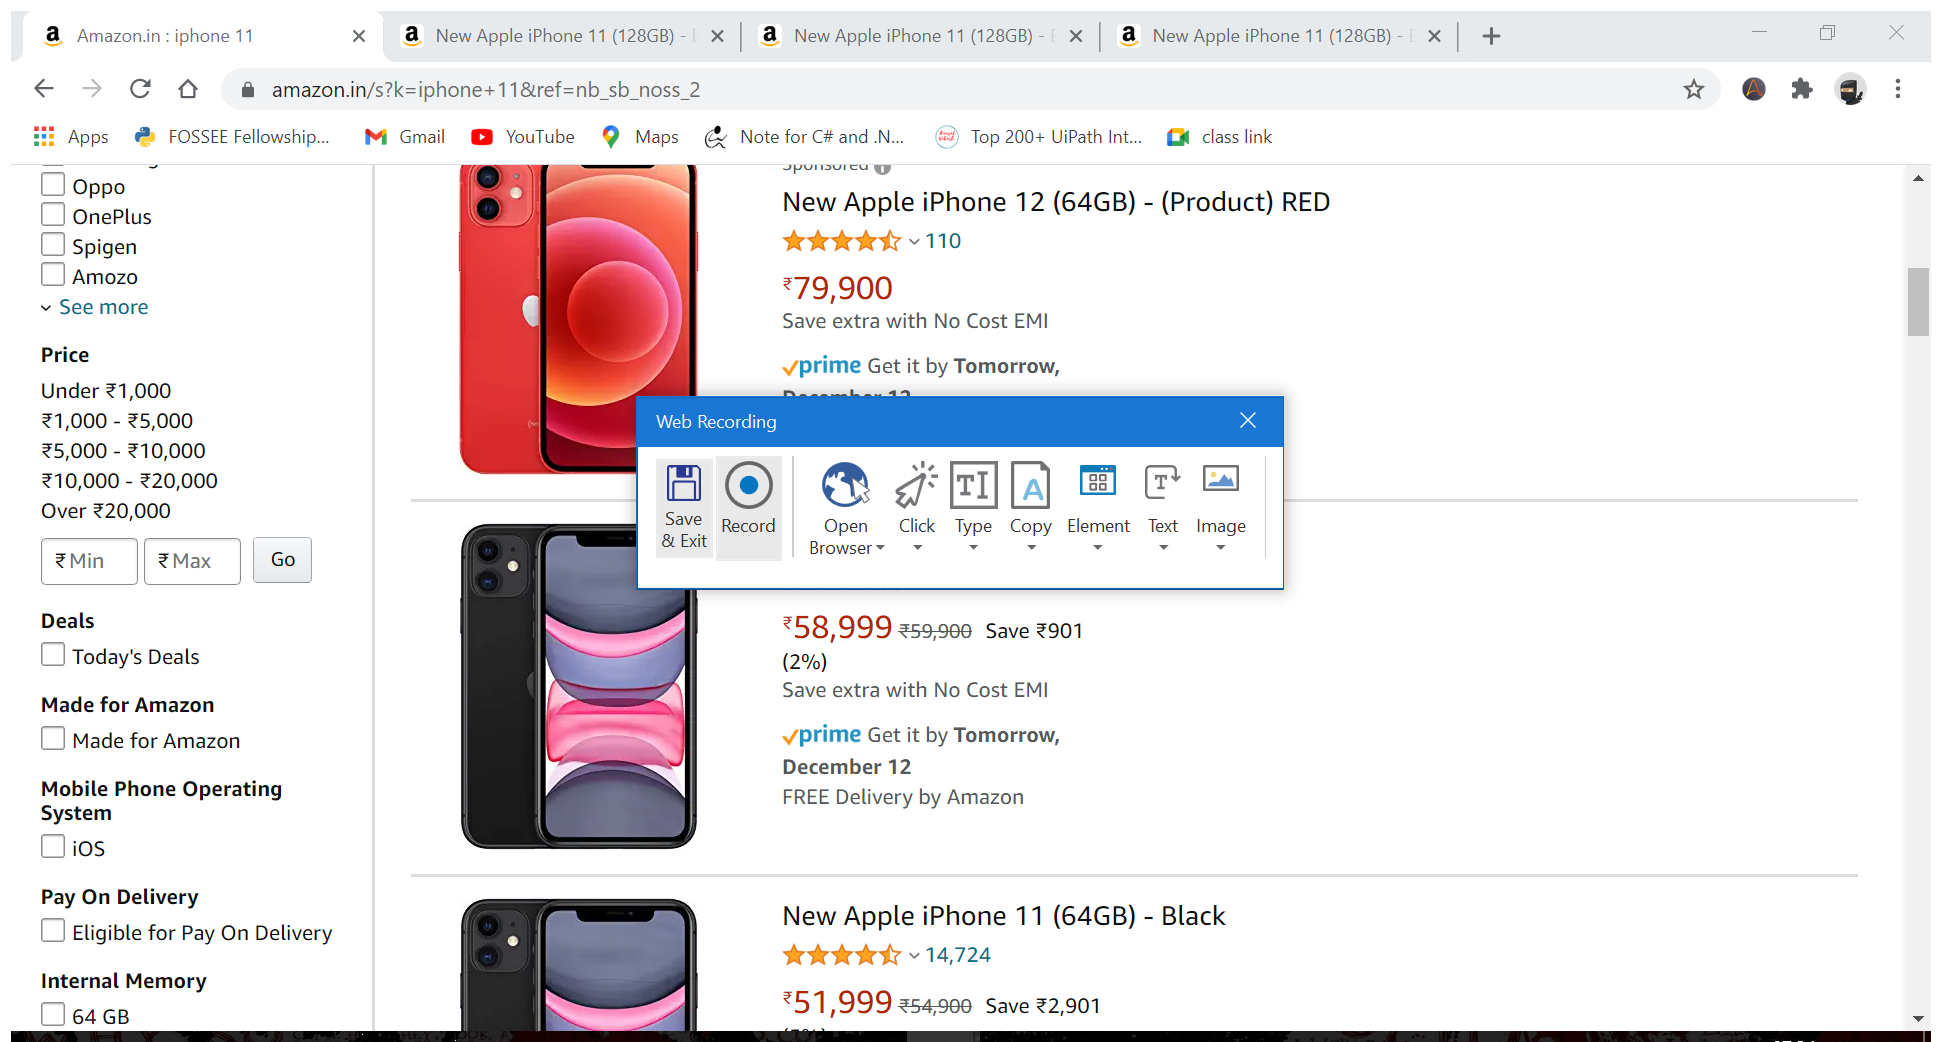 Amazon.in : iphone 11
New Apple iPhone 11 (128GB) -
New Apple iPhone 11 (128GB) -
New Apple iPhone 11 (128GB) -
amazon.in/s?k=iphone+11&ref=nb_sb_noss_2
Apps
FOSSEE Fellowship...
Gmail
YouTube
Maps
Note for C# and .N...
Top 200+ UiPath Int...
class link
Oppo
OnePlus
Spigen
Amozo
See more
Price
Under ₹1,000
₹1,000 - ₹5,000
₹5,000 - ₹10,000
₹10,000 - ₹20,000
Over ₹20,000
₹ Min
₹ Max
Go
Deals
Today's Deals
Made for Amazon
Made for Amazon
Mobile Phone Operating
System
iOS
Pay On Delivery
Eligible for Pay On Delivery
Internal Memory
64 GB
Sponsored
New Apple iPhone 12 (64GB) - (Product) RED
110
₹79,900
Save extra with No Cost EMI
prime Get it by Tomorrow,
December 12
Web Recording
Save
& Exit
Record
Open
Browser
Click
Type
Copy
Element
Text
Image
₹58,999 ₹59,900 Save ₹901
(2%)
Save extra with No Cost EMI
prime Get it by Tomorrow,
December 12
FREE Delivery by Amazon
New Apple iPhone 11 (64GB) - Black
14,724
₹51,999 ₹54,900 Save ₹2,901